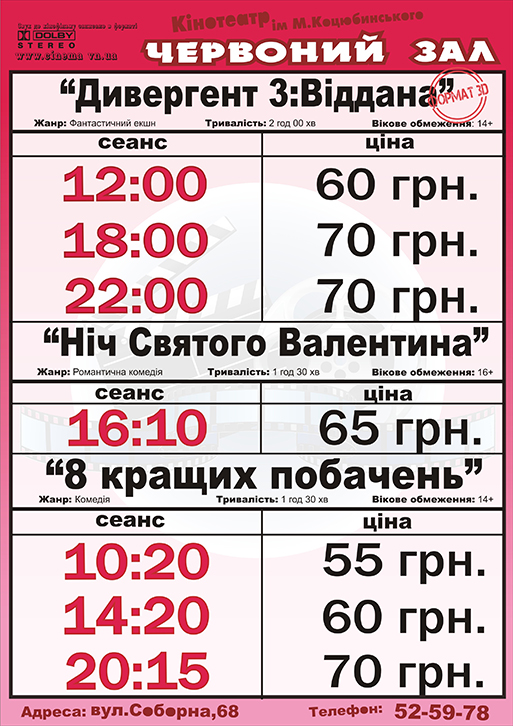 Звук по кінофільму системою в форматі
DOLBY
STEREO
www.cinema vn.ua
Кінотеатр ім М.Коцюбинського
ЧЕРВОНИЙ ЗАЛ
“Дивергент 3:Віддана”
ФОРМАТ 3D
Жанр: Фантастичний екшн Тривалість: 2 год 00 хв Вікове обмеження: 14+
сеанс ціна
12:00 60 грн.
18:00 70 грн.
22:00 70 грн.
“Ніч Святого Валентина”
Жанр: Романтична комедія Тривалість: 1 год 30 хв Вікове обмеження: 16+
сеанс ціна
16:10 65 грн.
“8 кращих побачень”
Жанр: Комедія Тривалість: 1 год 30 хв Вікове обмеження: 14+
сеанс ціна
10:20 55 грн.
14:20 60 грн.
20:15 70 грн.
Адреса: вул.Соборна,68 Телефон: 52-59-78